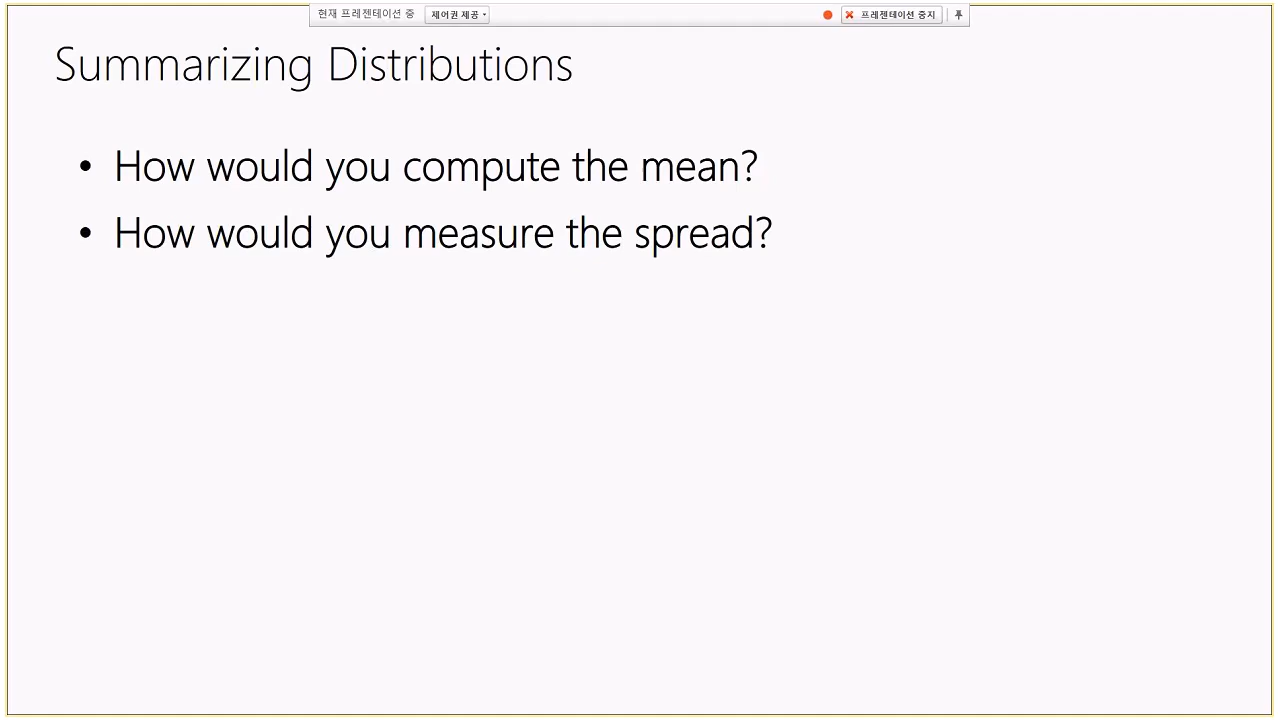 현재 프레젠테이션 중 제어권 제공 프레젠테이션 중지
Summarizing Distributions
• How would you compute the mean?
• How would you measure the spread?